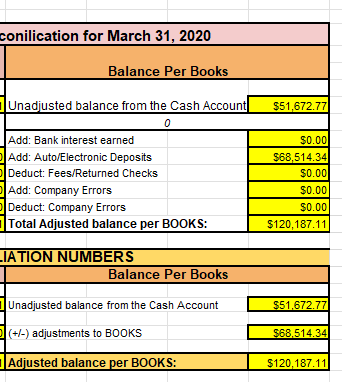 conilication for March 31, 2020
Balance Per Books
Unadjusted balance from the Cash Account $51,672.77
0
Add: Bank interest earned $0.00
Add: Auto/Electronic Deposits $68,514.34
Deduct: Fees/Returned Checks $0.00
Add: Company Errors $0.00
Deduct: Company Errors $0.00
Total Adjusted balance per BOOKS: $120,187.11
IATION NUMBERS
Balance Per Books
Unadjusted balance from the Cash Account $51,672.77
(+/-) adjustments to BOOKS $68,514.34
Adjusted balance per BOOKS: $120,187.11